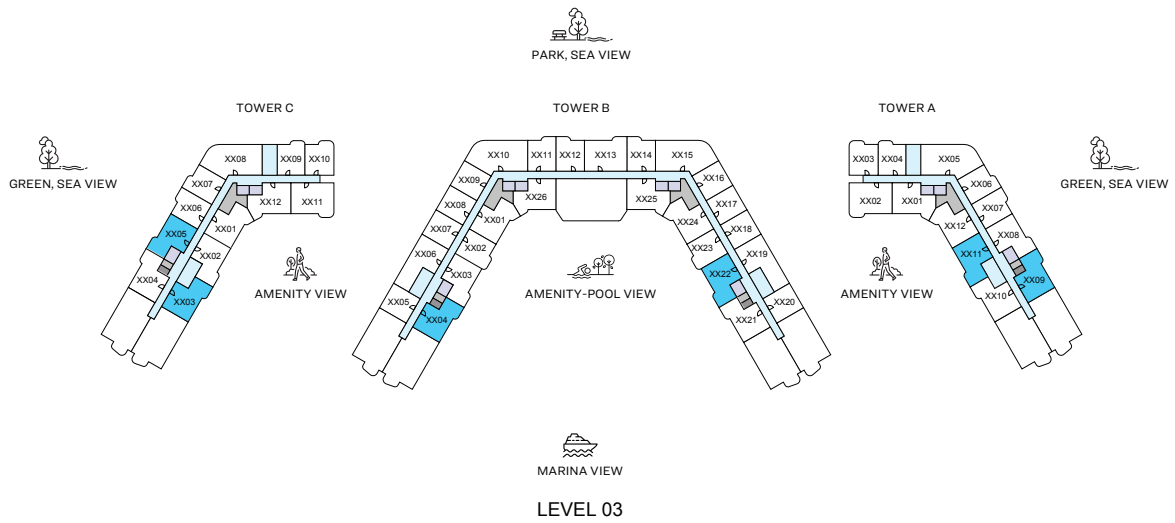 PARK, SEA VIEW
TOWER C
TOWER B
TOWER A
GREEN, SEA VIEW
GREEN, SEA VIEW
XX08
XX09
XX10
XX07
XX06
XX12
XX11
XX05
XX01
XX02
XX04
XX03
AMENITY VIEW
XX10
XX11
XX12
XX13
XX14
XX15
XX09
XX16
XX08
XX26
XX25
XX17
XX07
XX01
XX24
XX18
XX06
XX02
XX23
XX19
XX05
XX03
XX22
XX20
XX04
XX21
AMENITY-POOL VIEW
XX03
XX04
XX05
XX02
XX01
XX06
XX07
XX12
XX08
XX11
XX09
XX10
AMENITY VIEW
MARINA VIEW
LEVEL 03